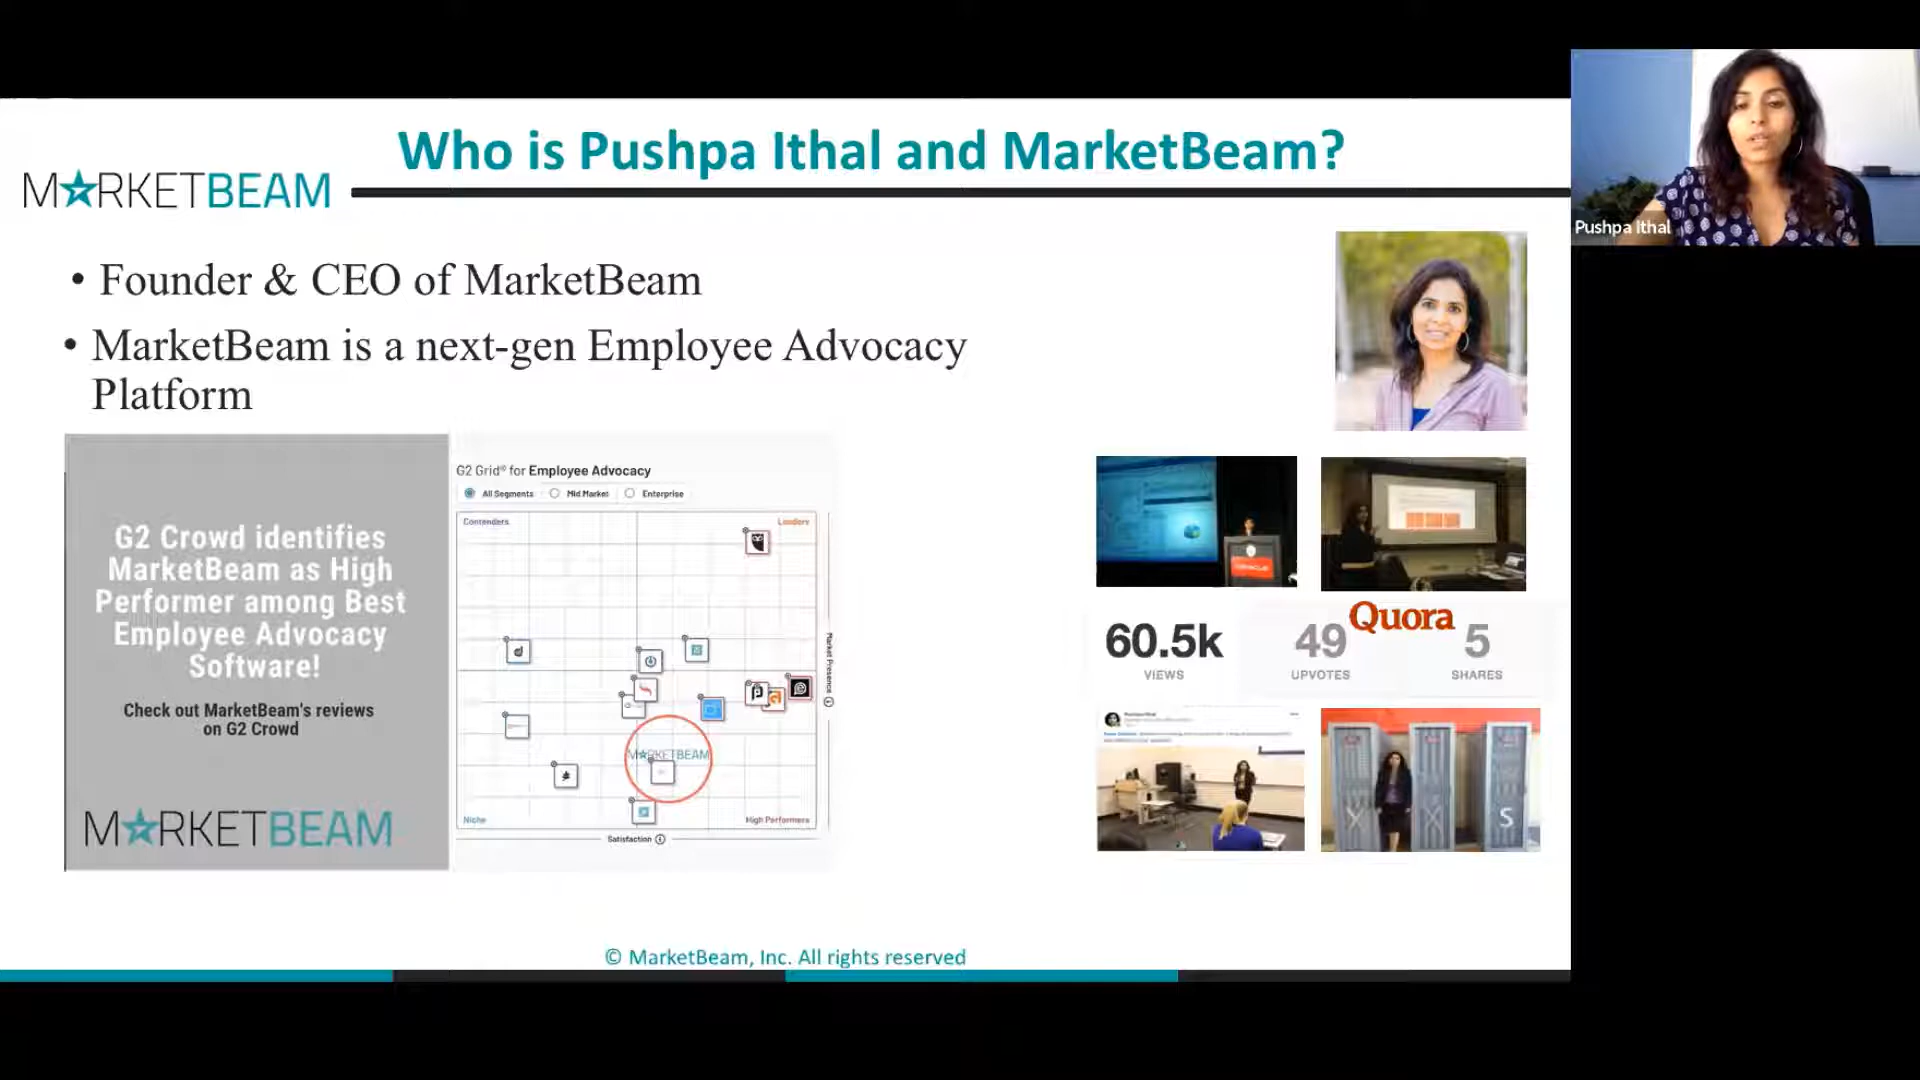 Who is Pushpa Ithal and MarketBeam?
MARKETBEAM
• Founder & CEO of MarketBeam
• MarketBeam is a next-gen Employee Advocacy
Platform
G2 Crowd identifies
MarketBeam as High
Performer among Best
Employee Advocacy
Software!
Check out MarketBeam's reviews
on G2 Crowd
MARKETBEAM
G2 Grid® for Employee Advocacy
All Segments
Mid Market
Enterprise
Contenders
Leaders
Market Presence
MARKETBEAM
Niche
High Performers
Satisfaction
ORACLE
Quora
60.5k
49
5
VIEWS
UPVOTES
SHARES
X
X
S
© MarketBeam, Inc. All rights reserved
Pushpa Ithal